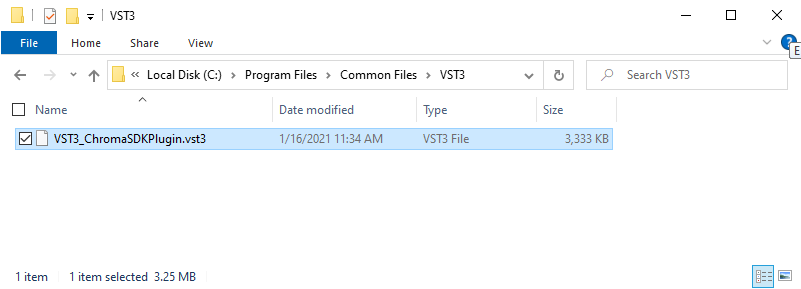 VST3
File Home Share View ?
E
« Local Disk (C:) › Program Files › Common Files › VST3 Search VST3
Name Date modified Type Size
VST3_ChromaSDKPlugin.vst3 1/16/2021 11:34 AM VST3 File 3,333 KB
1 item 1 item selected 3.25 MB